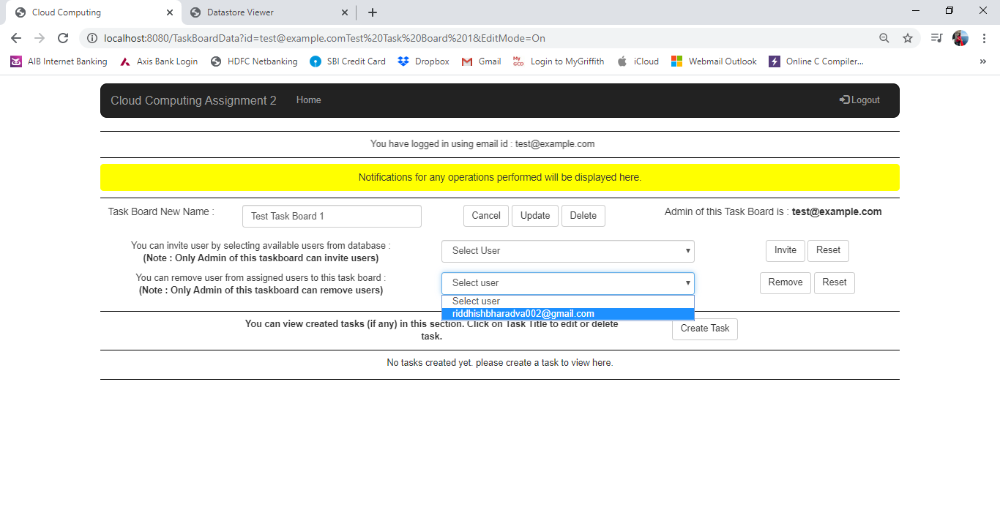 Cloud Computing
Datastore Viewer
localhost:8080/TaskBoardData?id=test@example.comTest%20Task%20Board%201&EditMode=On
AIB Internet Banking
Axis Bank Login
HDFC Netbanking
SBI Credit Card
Dropbox
Gmail
My GCD. Login to MyGriffith
iCloud
Webmail Outlook
Online C Compiler...
»
Cloud Computing Assignment 2
Home
Logout
You have logged in using email id : test@example.com
Notifications for any operations performed will be displayed here.
Task Board New Name :
Test Task Board 1
Cancel
Update
Delete
Admin of this Task Board is : test@example.com
You can invite user by selecting available users from database :
(Note : Only Admin of this taskboard can invite users)
Select User
Invite
Reset
You can remove user from assigned users to this task board :
(Note : Only Admin of this taskboard can remove users)
Select user
Remove
Reset
Select user
riddhishbharadva002@gmail.com
You can view created tasks (if any) in this section. Click on Task Title to edit or delete
task.
Create Task
No tasks created yet. please create a task to view here.